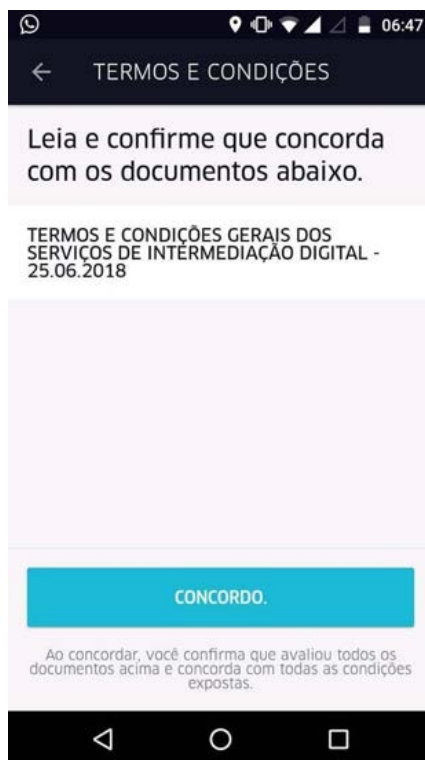 06:47
TERMOS E CONDIÇÕES
Leia e confirme que concorda
com os documentos abaixo.
TERMOS E CONDIÇÕES GERAIS DOS
SERVIÇOS DE INTERMEDIAÇÃO DIGITAL -
25.06.2018
CONCORDO.
Ao concordar, você confirma que avaliou todos os
documentos acima e concorda com todas as condições
expostas.